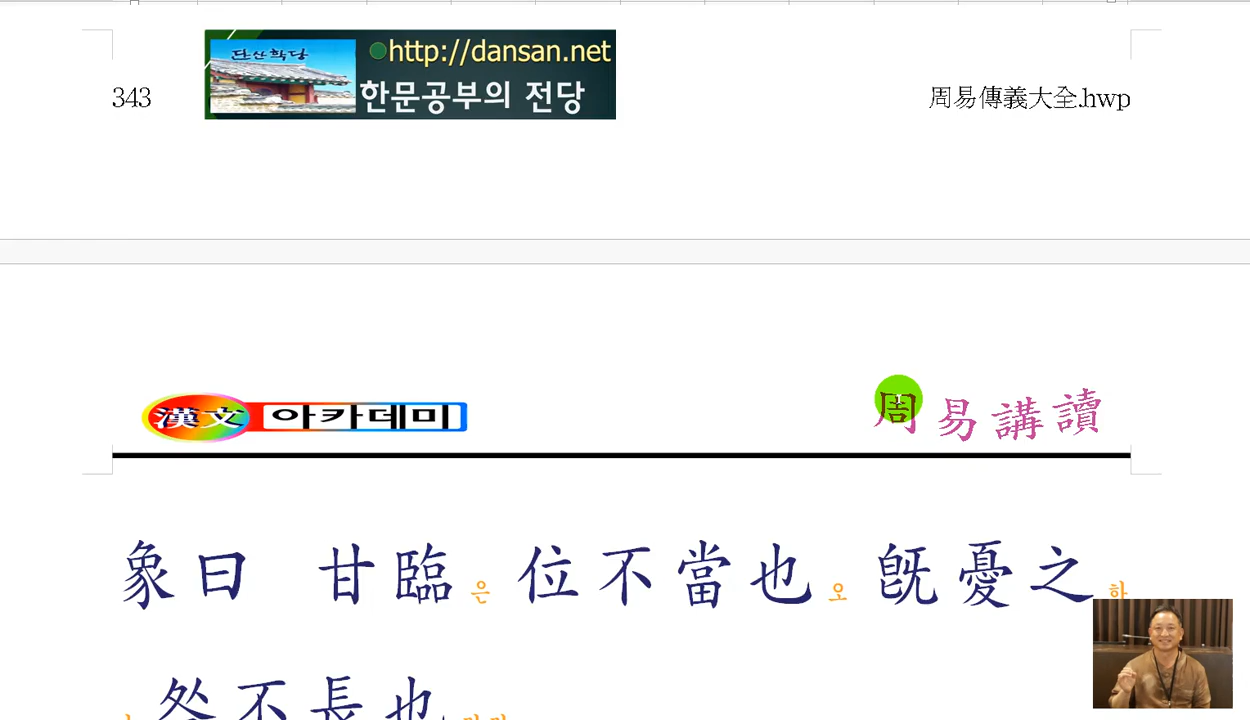 343
단산학당
http://dansan.net
한문공부의 전당
周易傳義大全.hwp
漢文 아카데미
周易講讀
象曰 甘臨은 位不當也오 旣憂之하
咎不長也